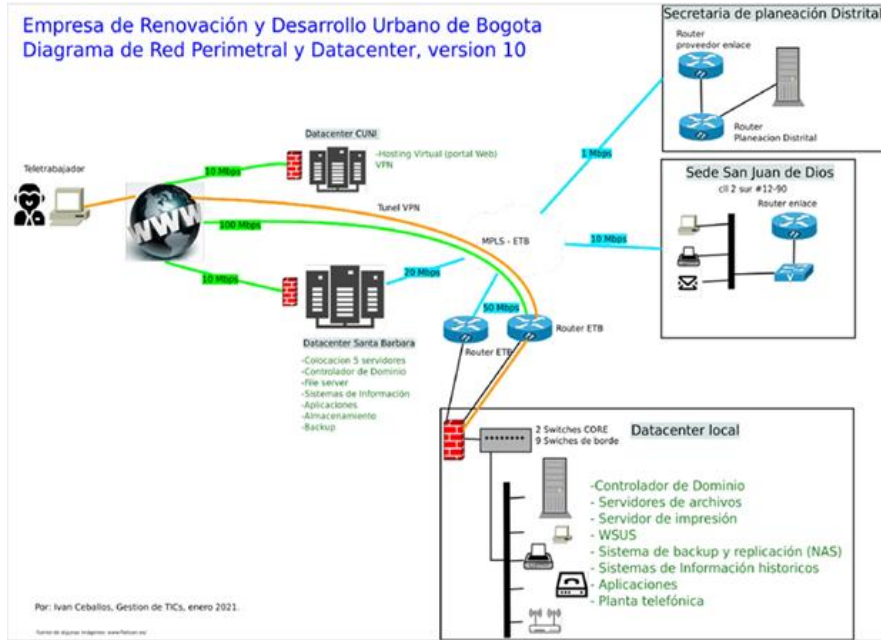 Empresa de Renovación y Desarrollo Urbano de Bogota
Diagrama de Red Perimetral y Datacenter, version 10
Secretaria de planeación Distrital
Router
proveedor enlace
Router
Planeacion Distrital
1 Mbps
Sede San Juan de Dios
cll 2 sur #12-90
Router enlace
10 Mbps
Teletrabajador
WWW
10 Mbps
Datacenter CUNI
-Hosting Virtual (portal Web)
VPN
Tunel VPN
100 Mbps
MPLS - ETB
10 Mbps
20 Mbps
50 Mbps
Router ETB
Router ETB
Datacenter Santa Barbara
-Colocacion 5 servidores
-Controlador de Dominio
-File server
-Sistemas de Información
-Aplicaciones
-Almacenamiento
-Backup
2 Switches CORE
9 Swiches de borde
Datacenter local
-Controlador de Dominio
- Servidores de archivos
- Servidor de impresión
- WSUS
- Sistema de backup y replicación (NAS)
- Sistemas de Información historicos
- Aplicaciones
- Planta telefónica
Por: Ivan Ceballos, Gestion de TICs, enero 2021.